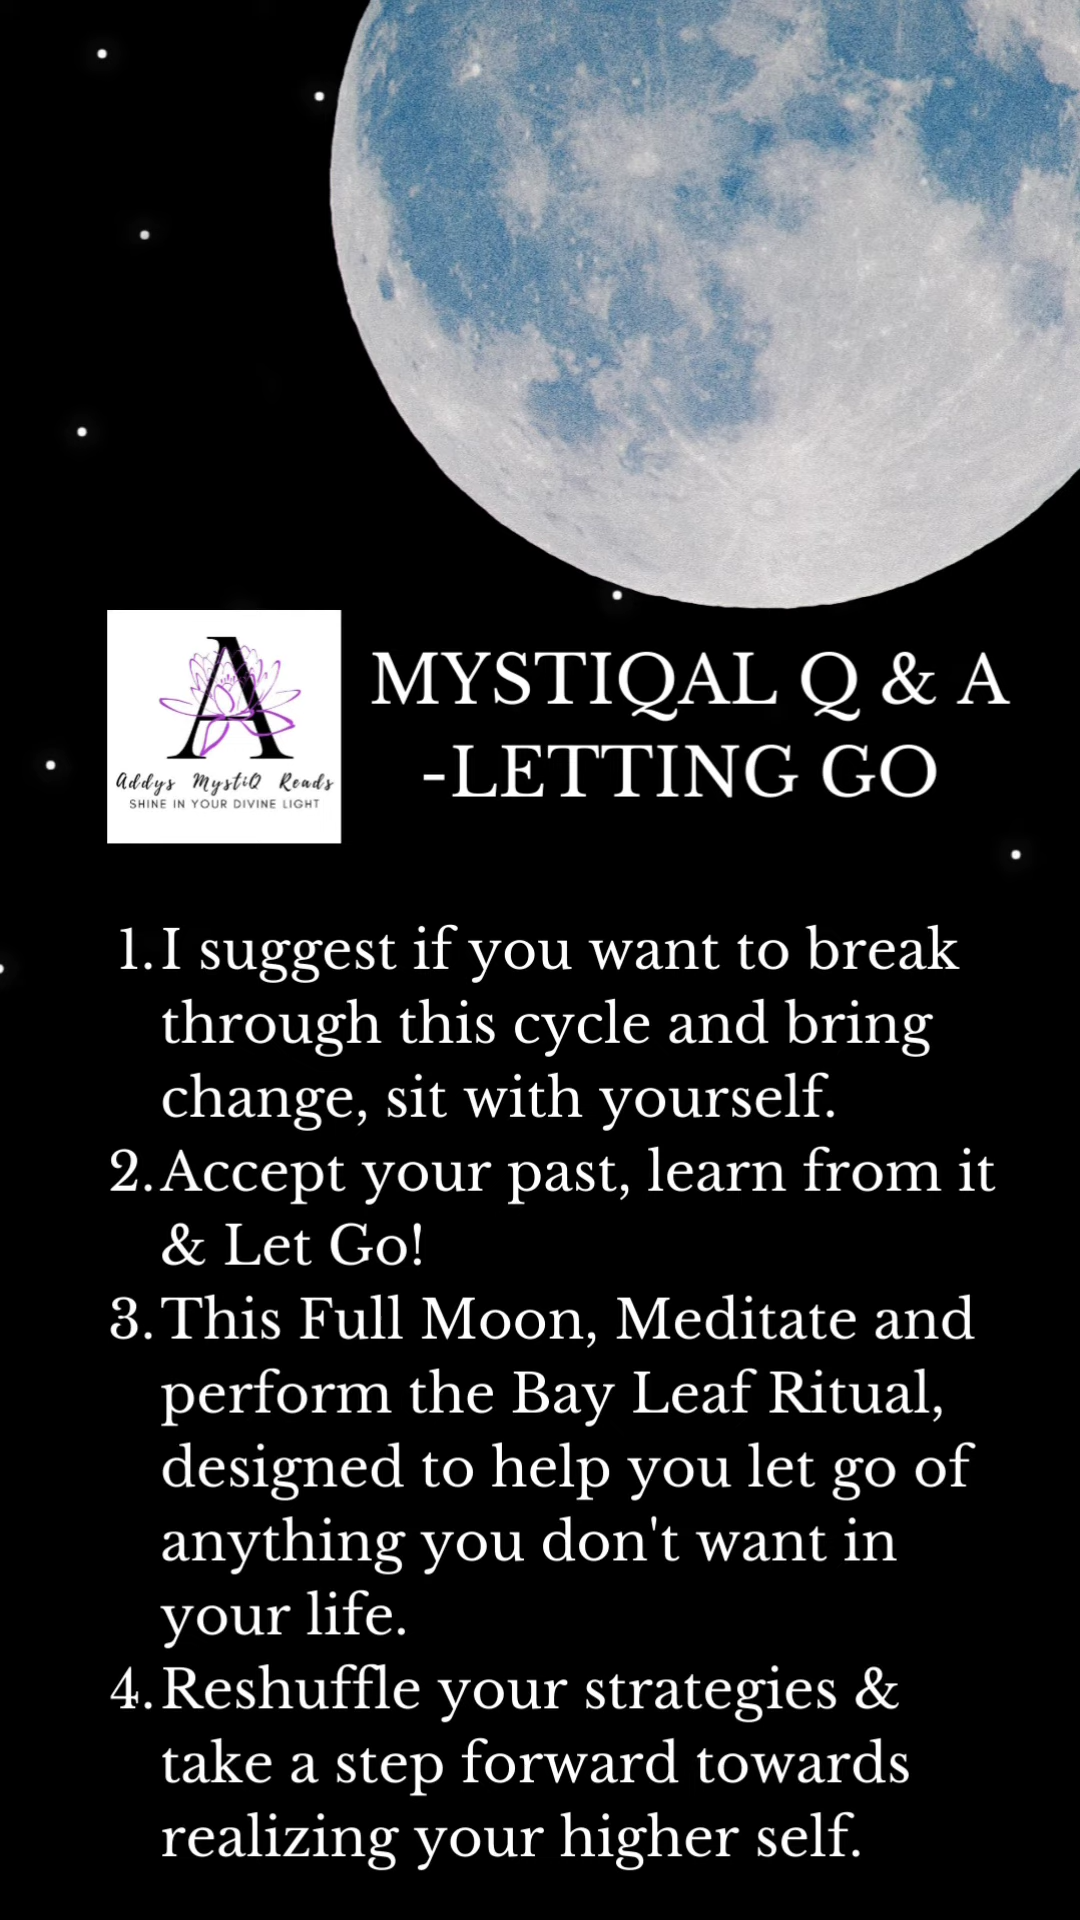 A
Addys MystiQ Reads
SHINE IN YOUR DIVINE LIGHT
MYSTIQAL Q & A
-LETTING GO
1. I suggest if you want to break
through this cycle and bring
change, sit with yourself.
2. Accept your past, learn from it
& Let Go!
3. This Full Moon, Meditate and
perform the Bay Leaf Ritual,
designed to help you let go of
anything you don't want in
your life.
4. Reshuffle your strategies &
take a step forward towards
realizing your higher self.